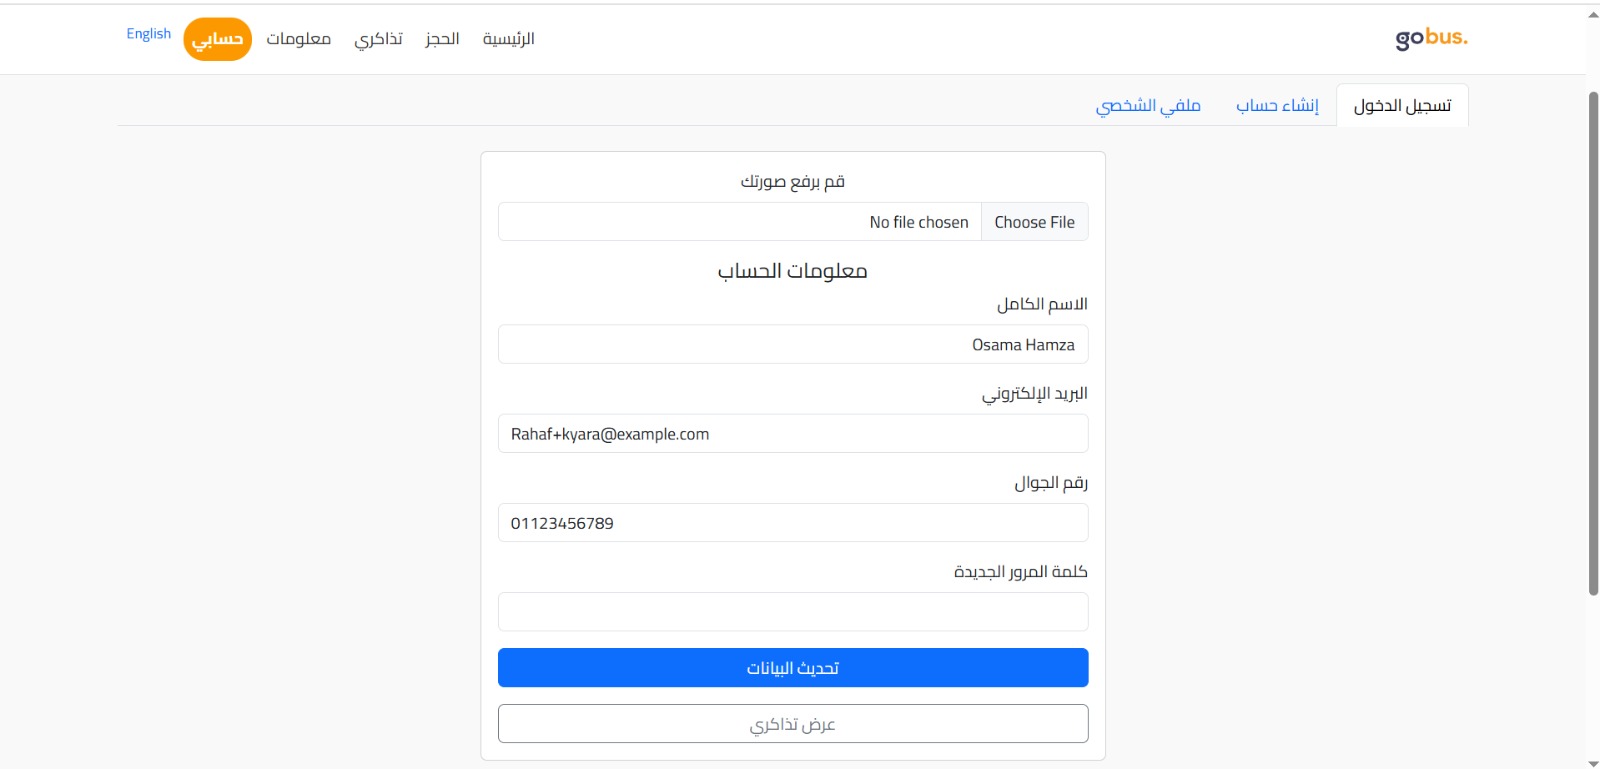 gobus.
الرئيسية
الحجز
تذاكري
معلومات
حسابي
English
تسجيل الدخول
إنشاء حساب
ملفي الشخصي
قم برفع صورتك
Choose File No file chosen
معلومات الحساب
الاسم الكامل
Osama Hamza
البريد الإلكتروني
Rahaf+kyara@example.com
رقم الجوال
01123456789
كلمة المرور الجديدة
تحديث البيانات
عرض تذاكري